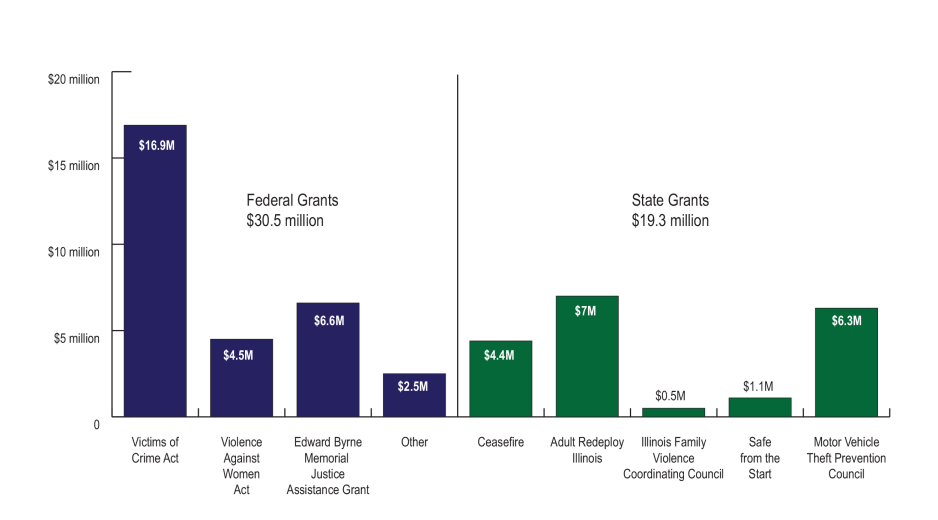 $20 million
$15 million
$10 million
$5 million
0
$16.9M
$4.5M
$6.6M
$2.5M
Federal Grants
$30.5 million
State Grants
$19.3 million
$4.4M
$7M
$0.5M
$1.1M
$6.3M
Victims of
Crime Act
Violence
Against
Women
Act
Edward Byrne
Memorial
Justice
Assistance Grant
Other
Ceasefire
Adult Redeploy
Illinois
Illinois Family
Violence
Coordinating Council
Safe
from the
Start
Motor Vehicle
Theft Prevention
Council